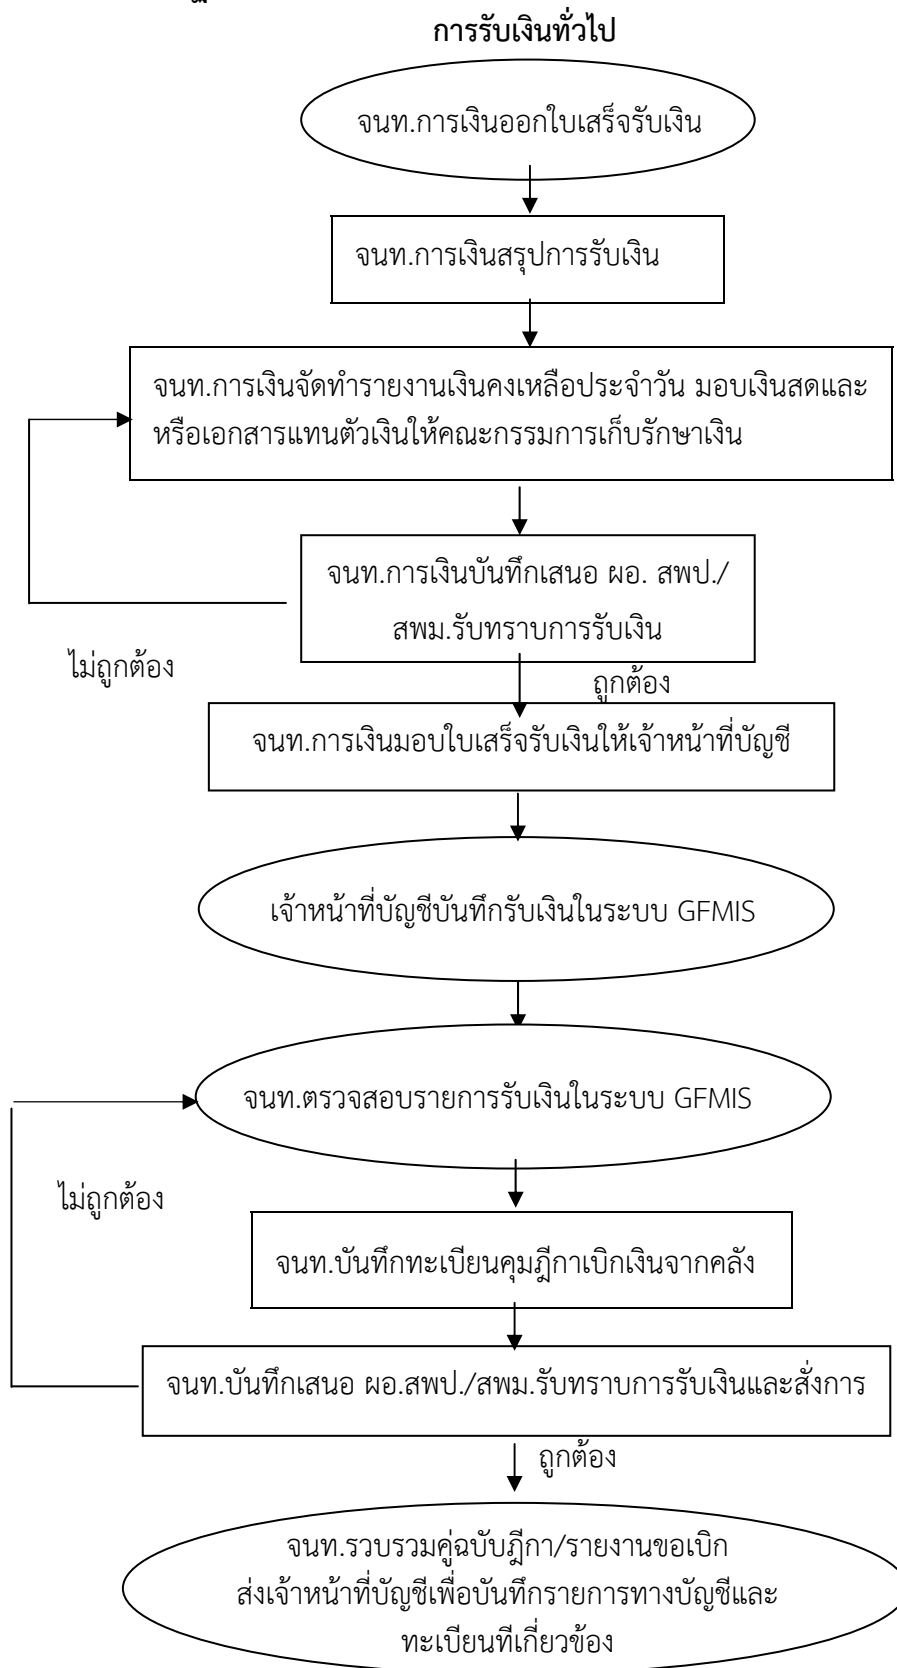 การรับเงินทั่วไป
จนท.การเงินออกใบเสร็จรับเงิน
จนท.การเงินสรุปการรับเงิน
จนท.การเงินจัดทำรายงานเงินคงเหลือประจำวัน มอบเงินสดและ
หรือเอกสารแทนตัวเงินให้คณะกรรมการเก็บรักษาเงิน
จนท.การเงินบันทึกเสนอ ผอ. สพป./
สพม.รับทราบการรับเงิน
ไม่ถูกต้อง
ถูกต้อง
จนท.การเงินมอบใบเสร็จรับเงินให้เจ้าหน้าที่บัญชี
เจ้าหน้าที่บัญชีบันทึกรับเงินในระบบ GFMIS
จนท.ตรวจสอบรายการรับเงินในระบบ GFMIS
ไม่ถูกต้อง
จนท.บันทึกทะเบียนคุมฎีกาเบิกเงินจากคลัง
จนท.บันทึกเสนอ ผอ.สพป./สพม.รับทราบการรับเงินและสั่งการ
ถูกต้อง
จนท.รวบรวมคู่ฉบับฎีกา/รายงานขอเบิก
ส่งเจ้าหน้าที่บัญชีเพื่อบันทึกรายการทางบัญชีและ
ทะเบียนทีเกี่ยวข้อง